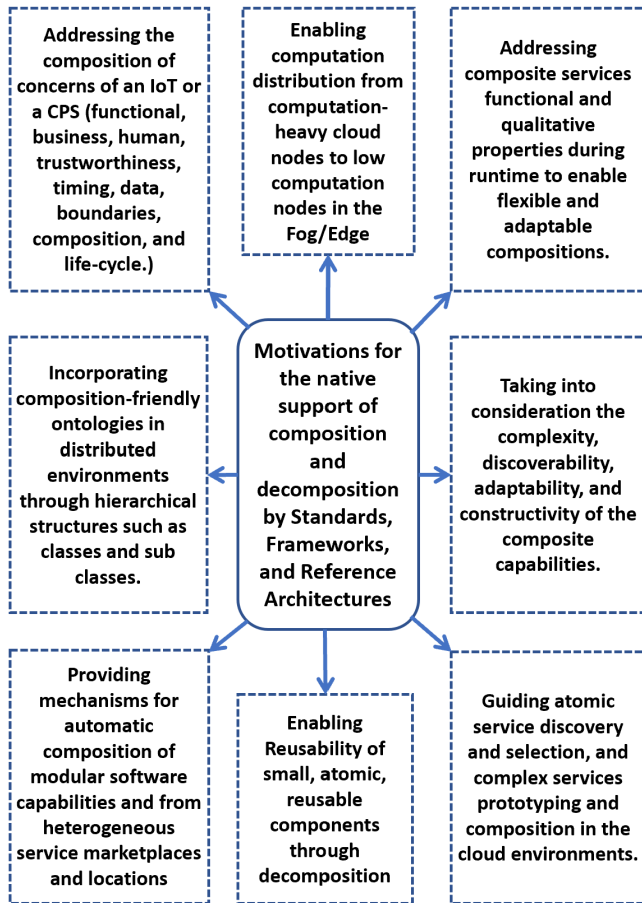 Addressing the
composition of
concerns of an IoT or
a CPS (functional,
business, human,
trustworthiness,
timing, data,
boundaries,
composition, and
life-cycle.)
Enabling
computation
distribution from
computation-
heavy cloud
nodes to low
computation
nodes in the
Fog/Edge
Addressing
composite services
functional and
qualitative
properties during
runtime to enable
flexible and
adaptable
compositions.
Incorporating
composition-friendly
ontologies in
distributed
environments
through hierarchical
structures such as
classes and sub
classes.
Motivations for
the native
support of
composition
and
decomposition
by Standards,
Frameworks,
and Reference
Architectures
Taking into
consideration the
complexity,
discoverability,
adaptability, and
constructivity of the
composite
capabilities.
Providing
mechanisms for
automatic
composition of
modular software
capabilities and from
heterogeneous
service marketplaces
and locations
Enabling
Reusability of
small, atomic,
reusable
components
through
decomposition
Guiding atomic
service discovery
and selection, and
complex services
prototyping and
composition in the
cloud environments.